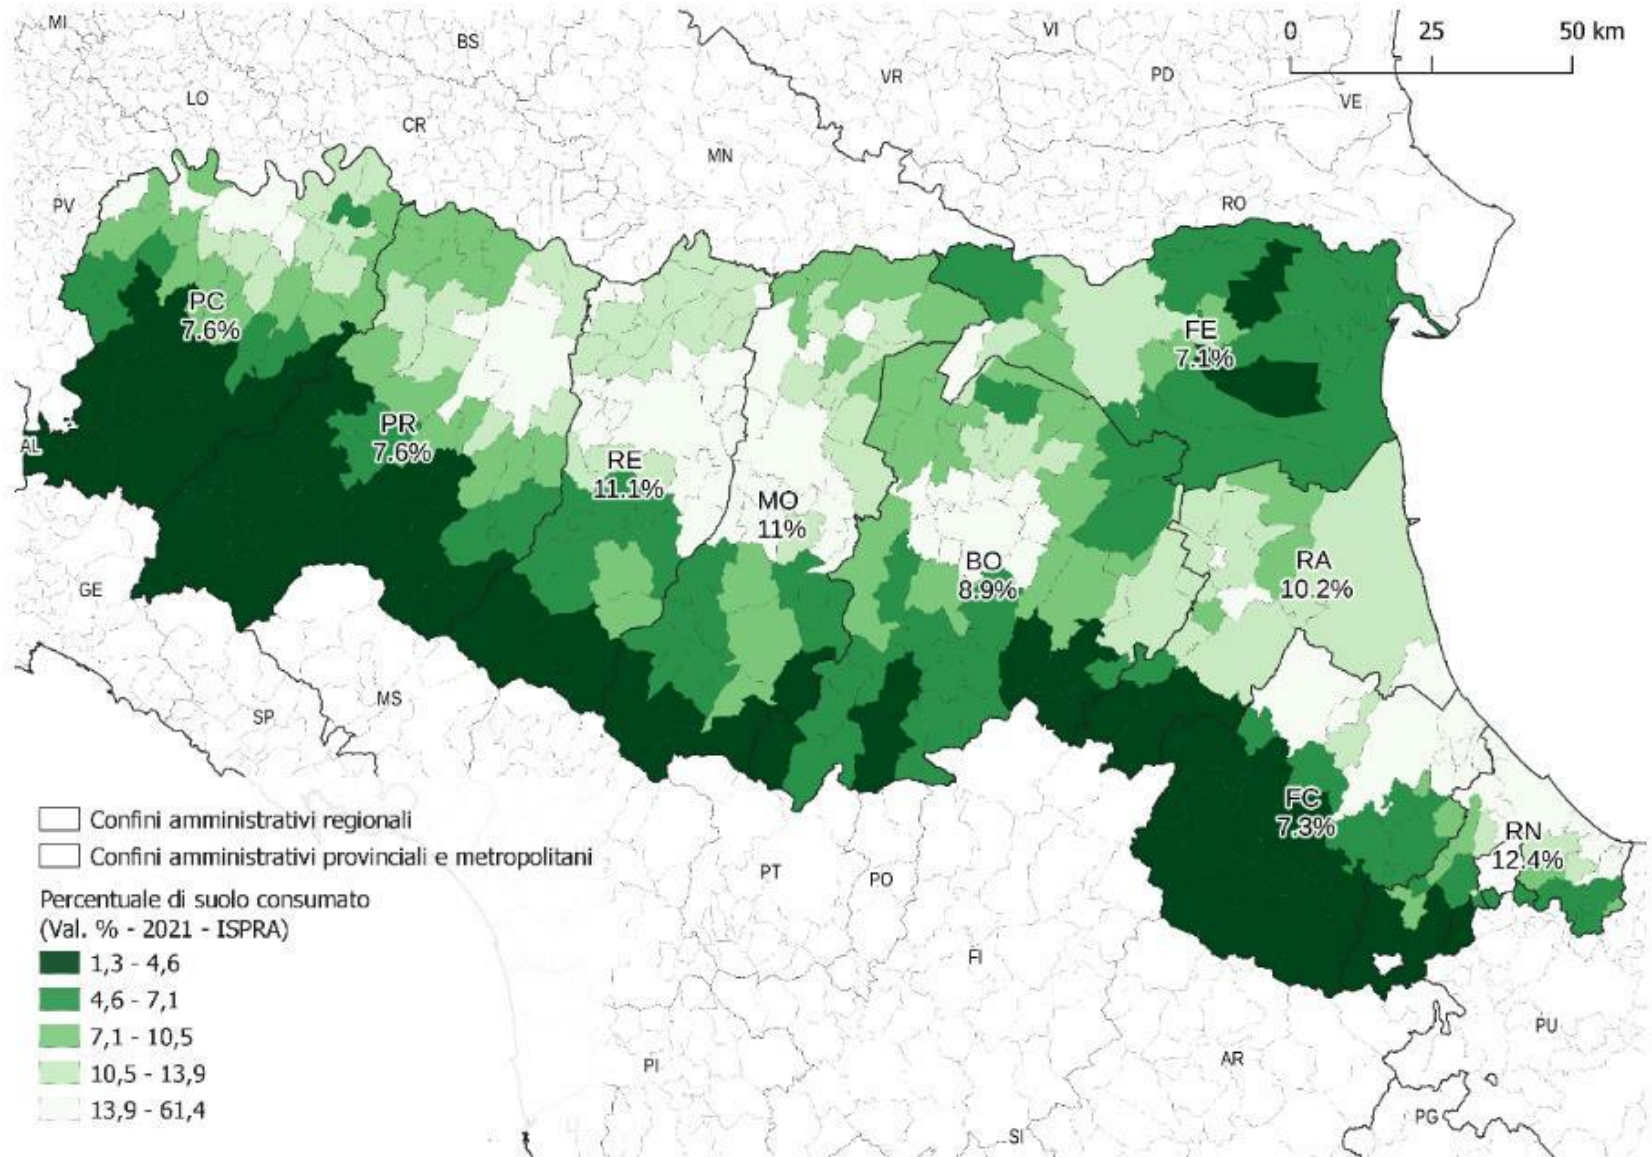 MI
BS
VI
0 25 50 km
VR
PD
LO
VE
CR
MN
PV
RO
PC
7.6%
FE
7.1%
PR
7.6%
AL
RE
11.1%
MO
11%
BO
8.9%
RA
10.2%
GE
MS
SP
FC
7.3%
RN
12.4%
Confini amministrativi regionali
Confini amministrativi provinciali e metropolitani
PT
PO
Percentuale di suolo consumato
(Val. % - 2021 - ISPRA)
FI
1,3 - 4,6
4,6 - 7,1
7,1 - 10,5
10,5 - 13,9
13,9 - 61,4
PU
AR
PI
PG
SI